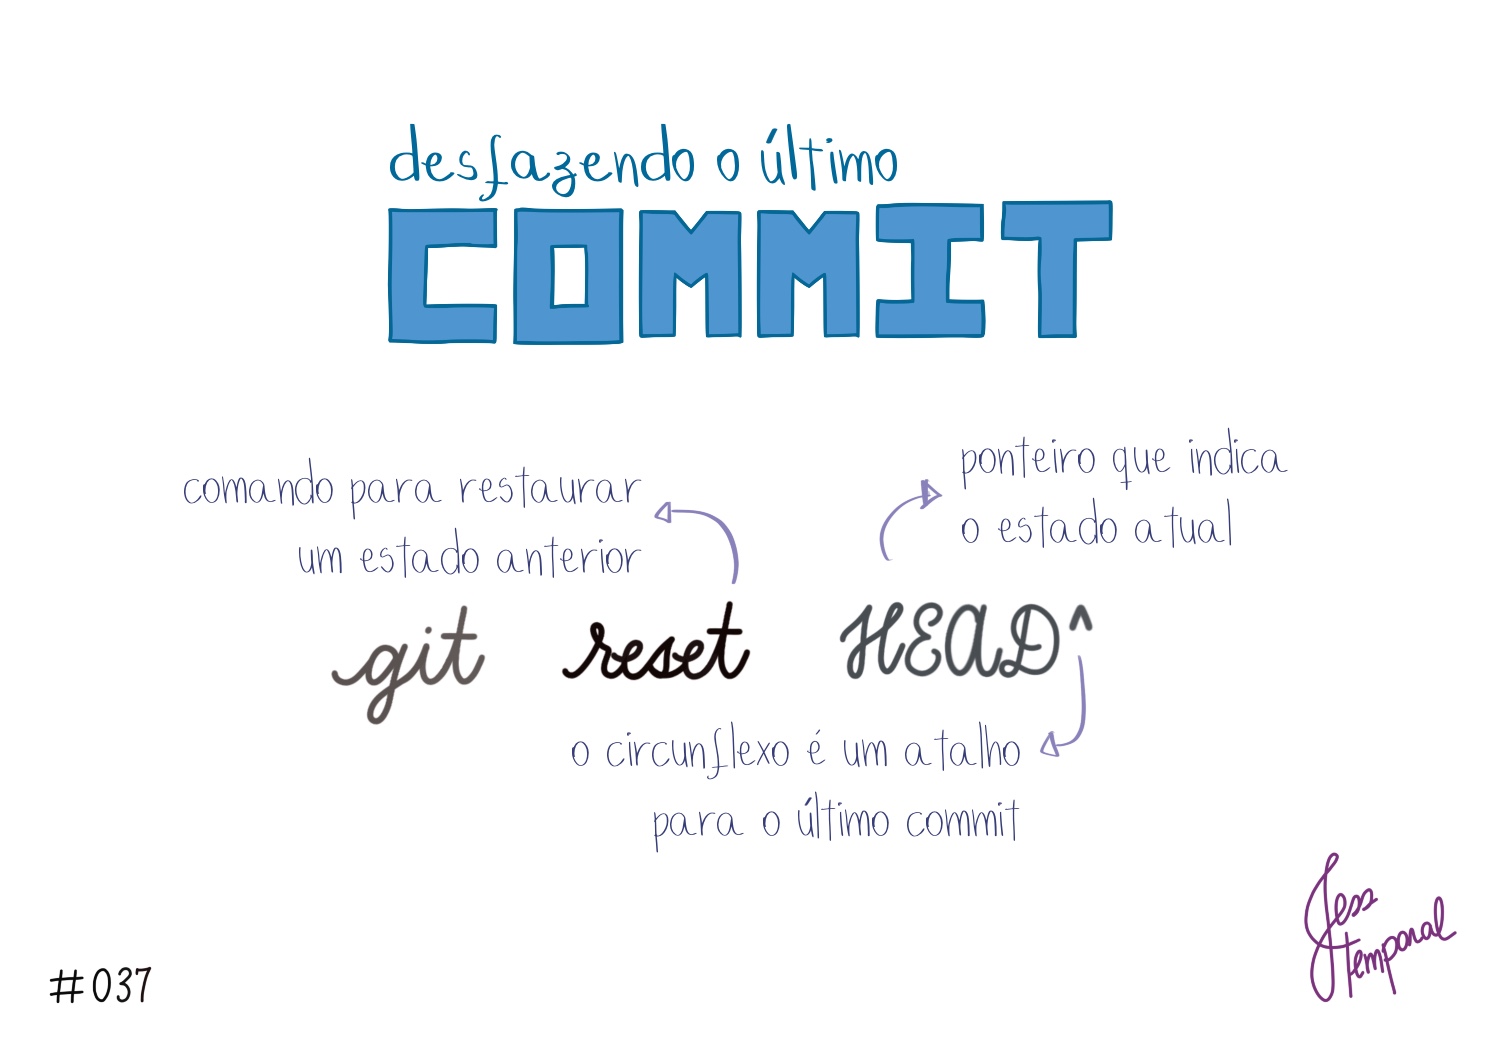 desfazendo o último
COMMIT
comando para restaurar
um estado anterior
ponteiro que indica
o estado atual
git reset HEAD^
o circunflexo é um atalho
para o último commit
Jess
temporal
#037